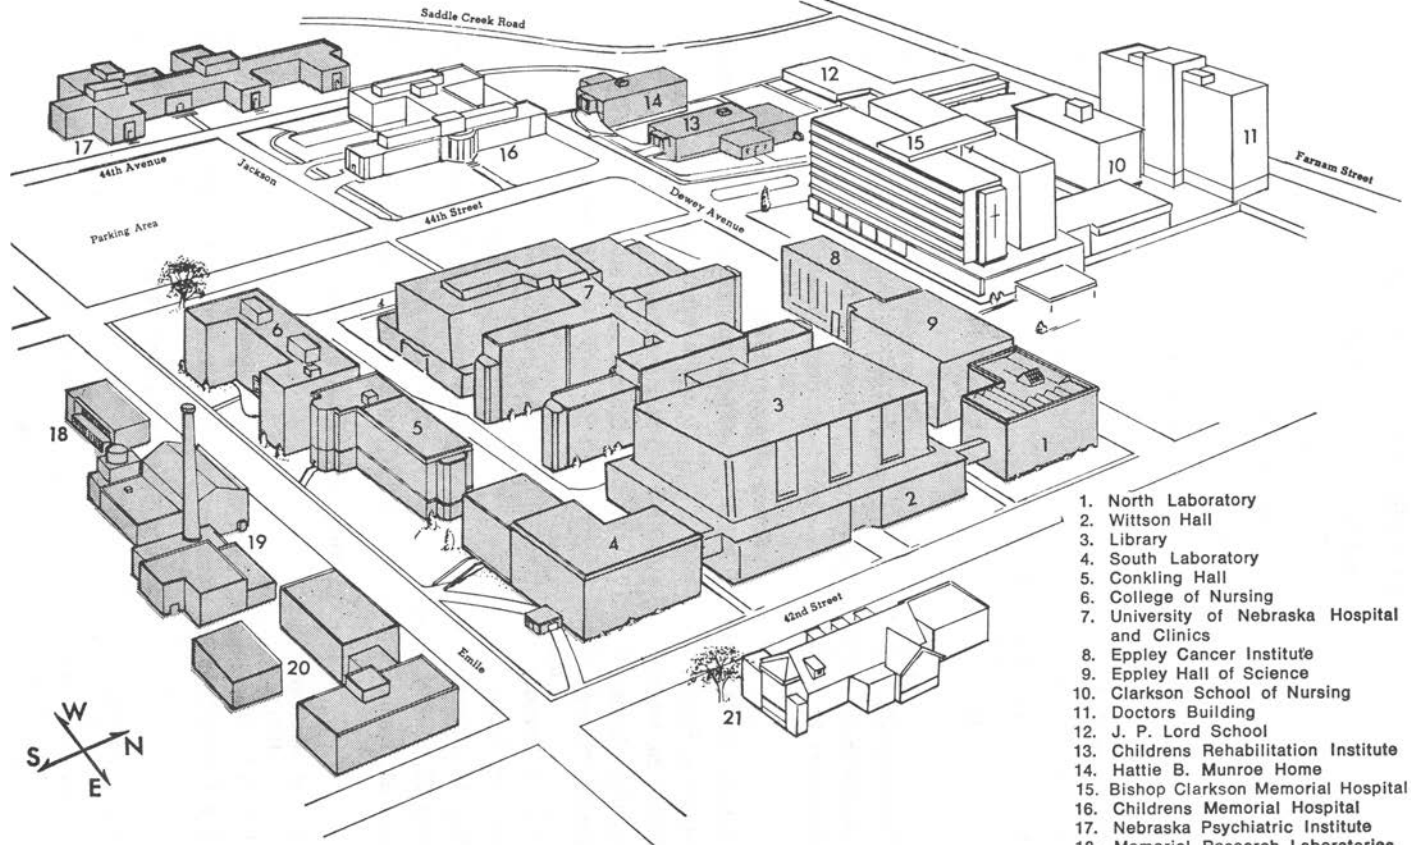 Saddle Creek Road
12
14
13
15
11
17
16
10
44th Avenue
Jackson
Farnam Street
Dewey Avenue
44th Street
Parking Area
8
7
6
9
3
5
18
1
2
4
19
20
21
42nd Street
Emile
W
N
S
E
1. North Laboratory
2. Wittson Hall
3. Library
4. South Laboratory
5. Conkling Hall
6. College of Nursing
7. University of Nebraska Hospital
and Clinics
8. Eppley Cancer Institute
9. Eppley Hall of Science
10. Clarkson School of Nursing
11. Doctors Building
12. J. P. Lord School
13. Childrens Rehabilitation Institute
14. Hattie B. Munroe Home
15. Bishop Clarkson Memorial Hospital
16. Childrens Memorial Hospital
17. Nebraska Psychiatric Institute
18. Memorial Research Laboratories